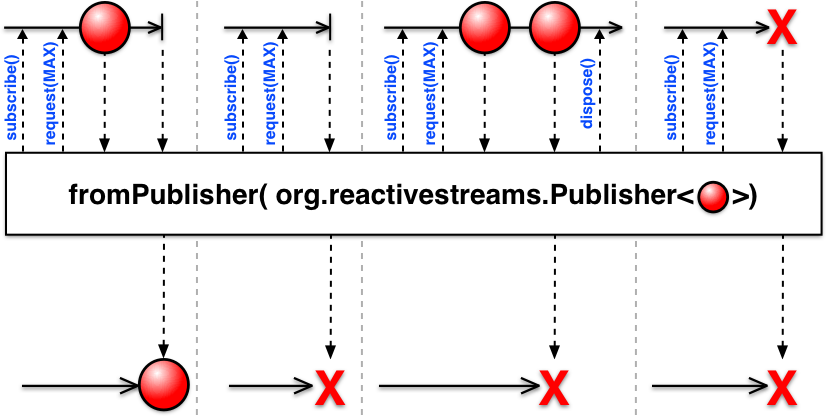 subscribe()
request(MAX)
subscribe()
request(MAX)
subscribe()
request(MAX)
dispose()
subscribe()
request(MAX)
X
fromPublisher( org.reactivestreams.Publisher< >)
X
X
X